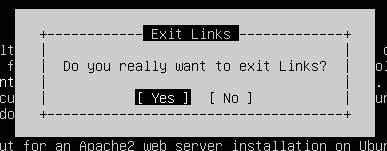 Exit Links
Do you really want to exit Links?
[ Yes ] [ No ]
ut for an Apache2 web server installation on Ubu